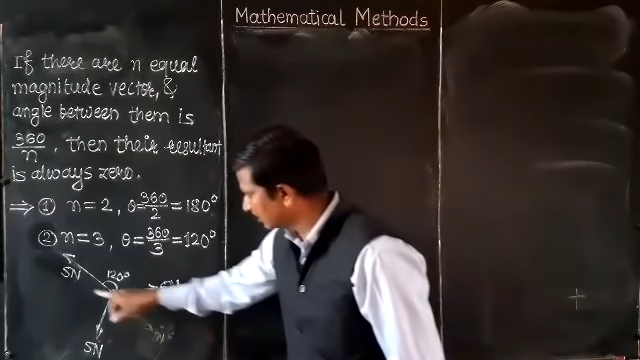 Mathematical Methods
If there are n equal
magnitude vector, &
angle between them is
360/n, then their resultant
is always zero.
⇒ ① n = 2, θ = 360/2 = 180°
② n = 3, θ = 360/3 = 120°
120°
5N
5N